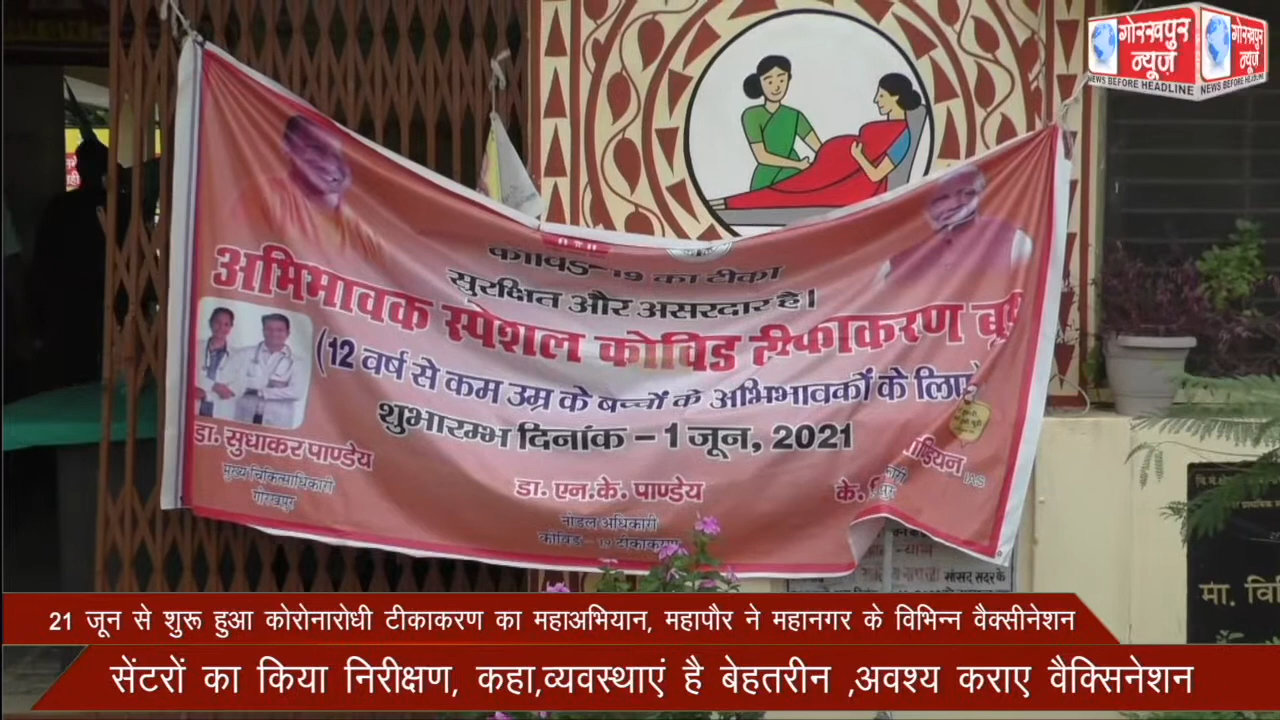 गोरखपुर
न्यूज़
NEWS BEFORE HEADLINE
गोरखपुर
न्यूज़
NEWS BEFORE HEADLINE
कोविड-19 का टीका
सुरक्षित और असरदार है।
अभिभावक स्पेशल कोविड टीकाकरण
(12 वर्ष से कम उम्र के बच्चों के अभिभावकों के लिए)
शुभारम्भ दिनांक – 1 जून, 2021
डा. सुधाकर पाण्डेय
मुख्य चिकित्साधिकारी
गोरखपुर
डा. एन.के. पाण्डेय
नोडल अधिकारी
कोविड – 19 टीकाकरण
के.
IAS
सांसद सदर के
मा.
21 जून से शुरू हुआ कोरोनारोधी टीकाकरण का महाअभियान, महापौर ने महानगर के विभिन्न वैक्सीनेशन
सेंटरों का किया निरीक्षण, कहा,व्यवस्थाएं है बेहतरीन ,अवश्य कराए वैक्सिनेशन